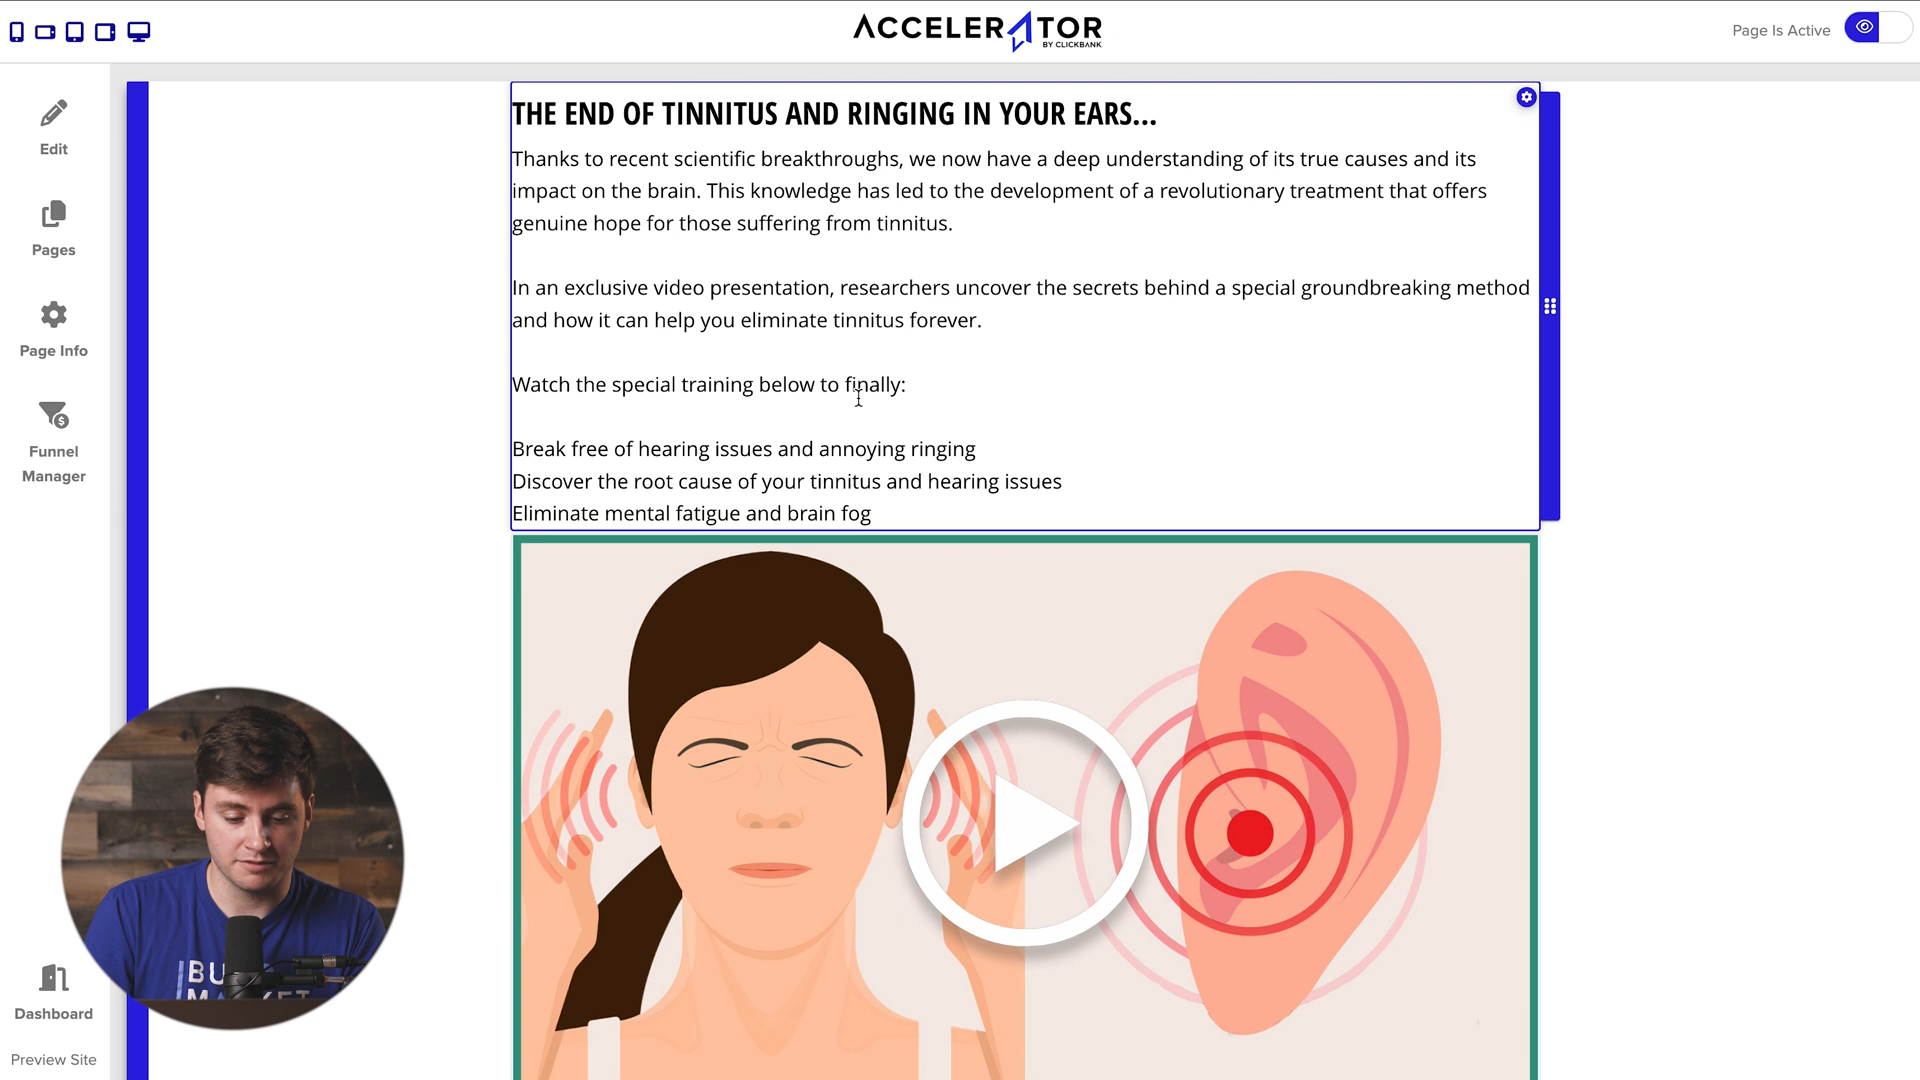 ACCELERATOR
BY CLICKBANK
Page Is Active
Edit
Pages
Page Info
Funnel
Manager
Dashboard
Preview Site
THE END OF TINNITUS AND RINGING IN YOUR EARS...
Thanks to recent scientific breakthroughs, we now have a deep understanding of its true causes and its
impact on the brain. This knowledge has led to the development of a revolutionary treatment that offers
genuine hope for those suffering from tinnitus.
In an exclusive video presentation, researchers uncover the secrets behind a special groundbreaking method
and how it can help you eliminate tinnitus forever.
Watch the special training below to finally:
Break free of hearing issues and annoying ringing
Discover the root cause of your tinnitus and hearing issues
Eliminate mental fatigue and brain fog